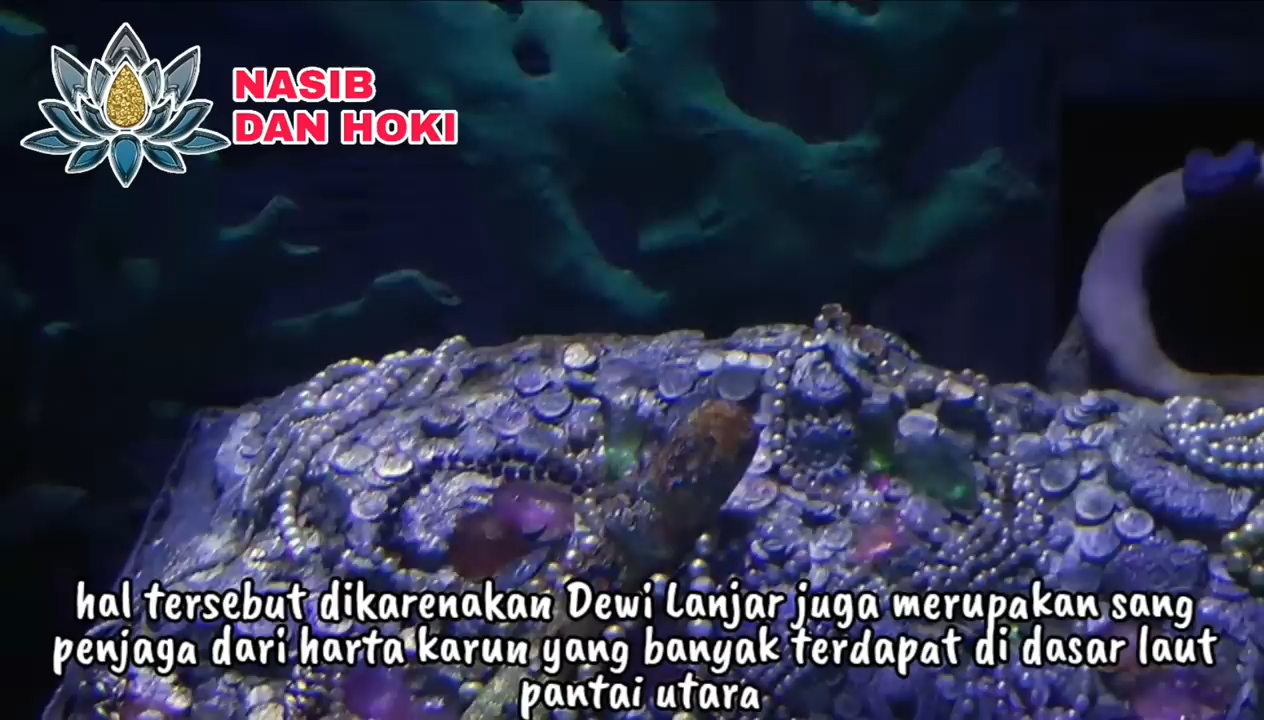 NASIB
DAN HOKI
hal tersebut dikarenakan Dewi Lanjar juga merupakan sang
penjaga dari harta karun yang banyak terdapat di dasar laut
pantai utara